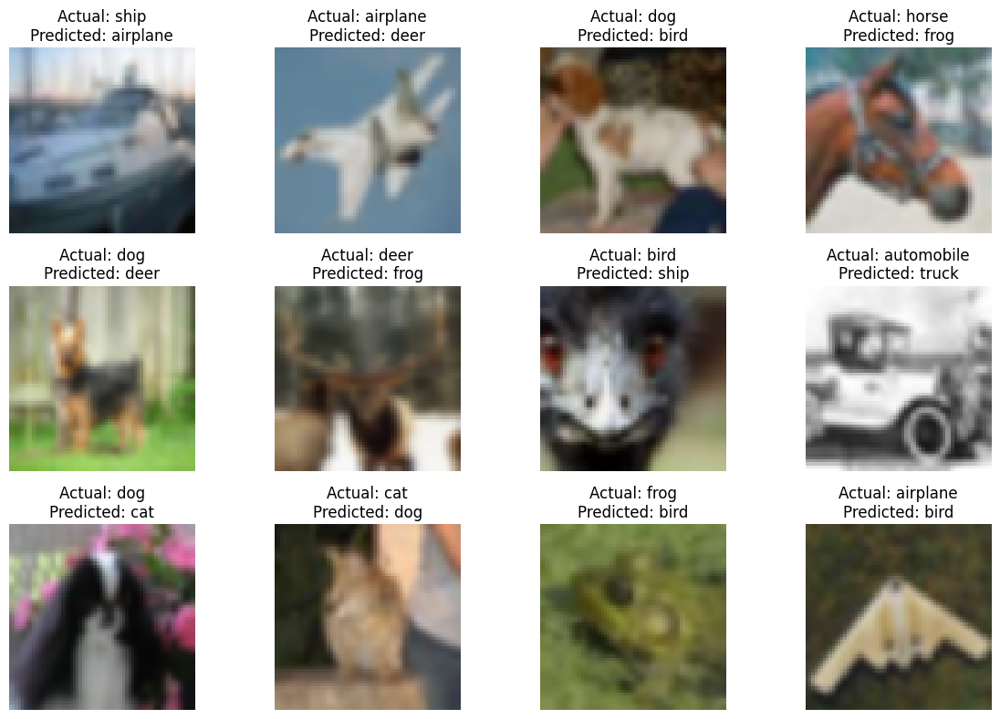 Actual: ship
Predicted: airplane
Actual: airplane
Predicted: deer
Actual: dog
Predicted: bird
Actual: horse
Predicted: frog
Actual: dog
Predicted: deer
Actual: deer
Predicted: frog
Actual: bird
Predicted: ship
Actual: automobile
Predicted: truck
Actual: dog
Predicted: cat
Actual: cat
Predicted: dog
Actual: frog
Predicted: bird
Actual: airplane
Predicted: bird